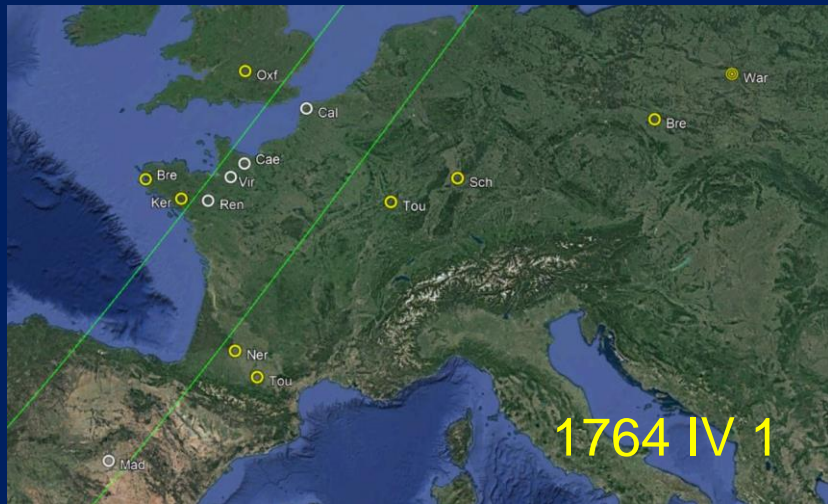 Oxf
War
Cal
Bre
Cae
Bre
Vir
Sch
Ker
Ren
Tou
Ner
Tou
1764 IV 1
Mad